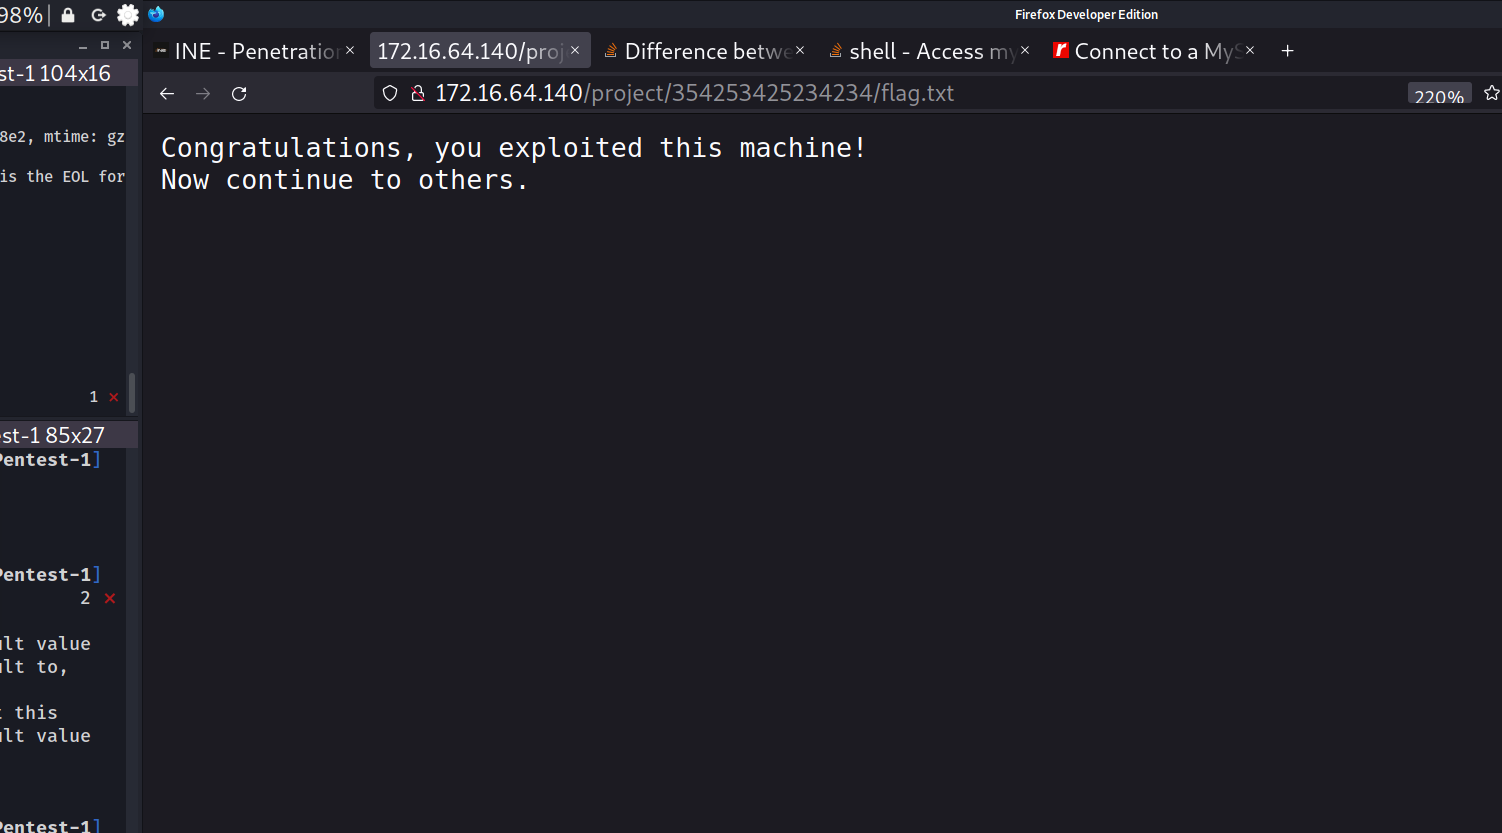 98%
Firefox Developer Edition
INE - Penetration
172.16.64.140/proj
Difference betwe
shell - Access my
Connect to a MyS
172.16.64.140/project/354253425234234/flag.txt
220%
Congratulations, you exploited this machine!
Now continue to others.
st-1 104x16
8e2, mtime: gz
is the EOL for
1
st-1 85x27
Pentest-1]
Pentest-1]
2
ult value
ult to,
this
ult value
Pentest-1]